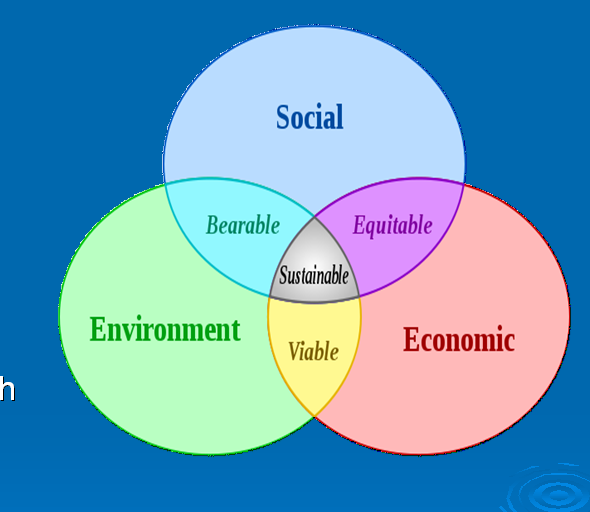 Social
Bearable
Equitable
Sustainable
Environment
Economic
Viable
h